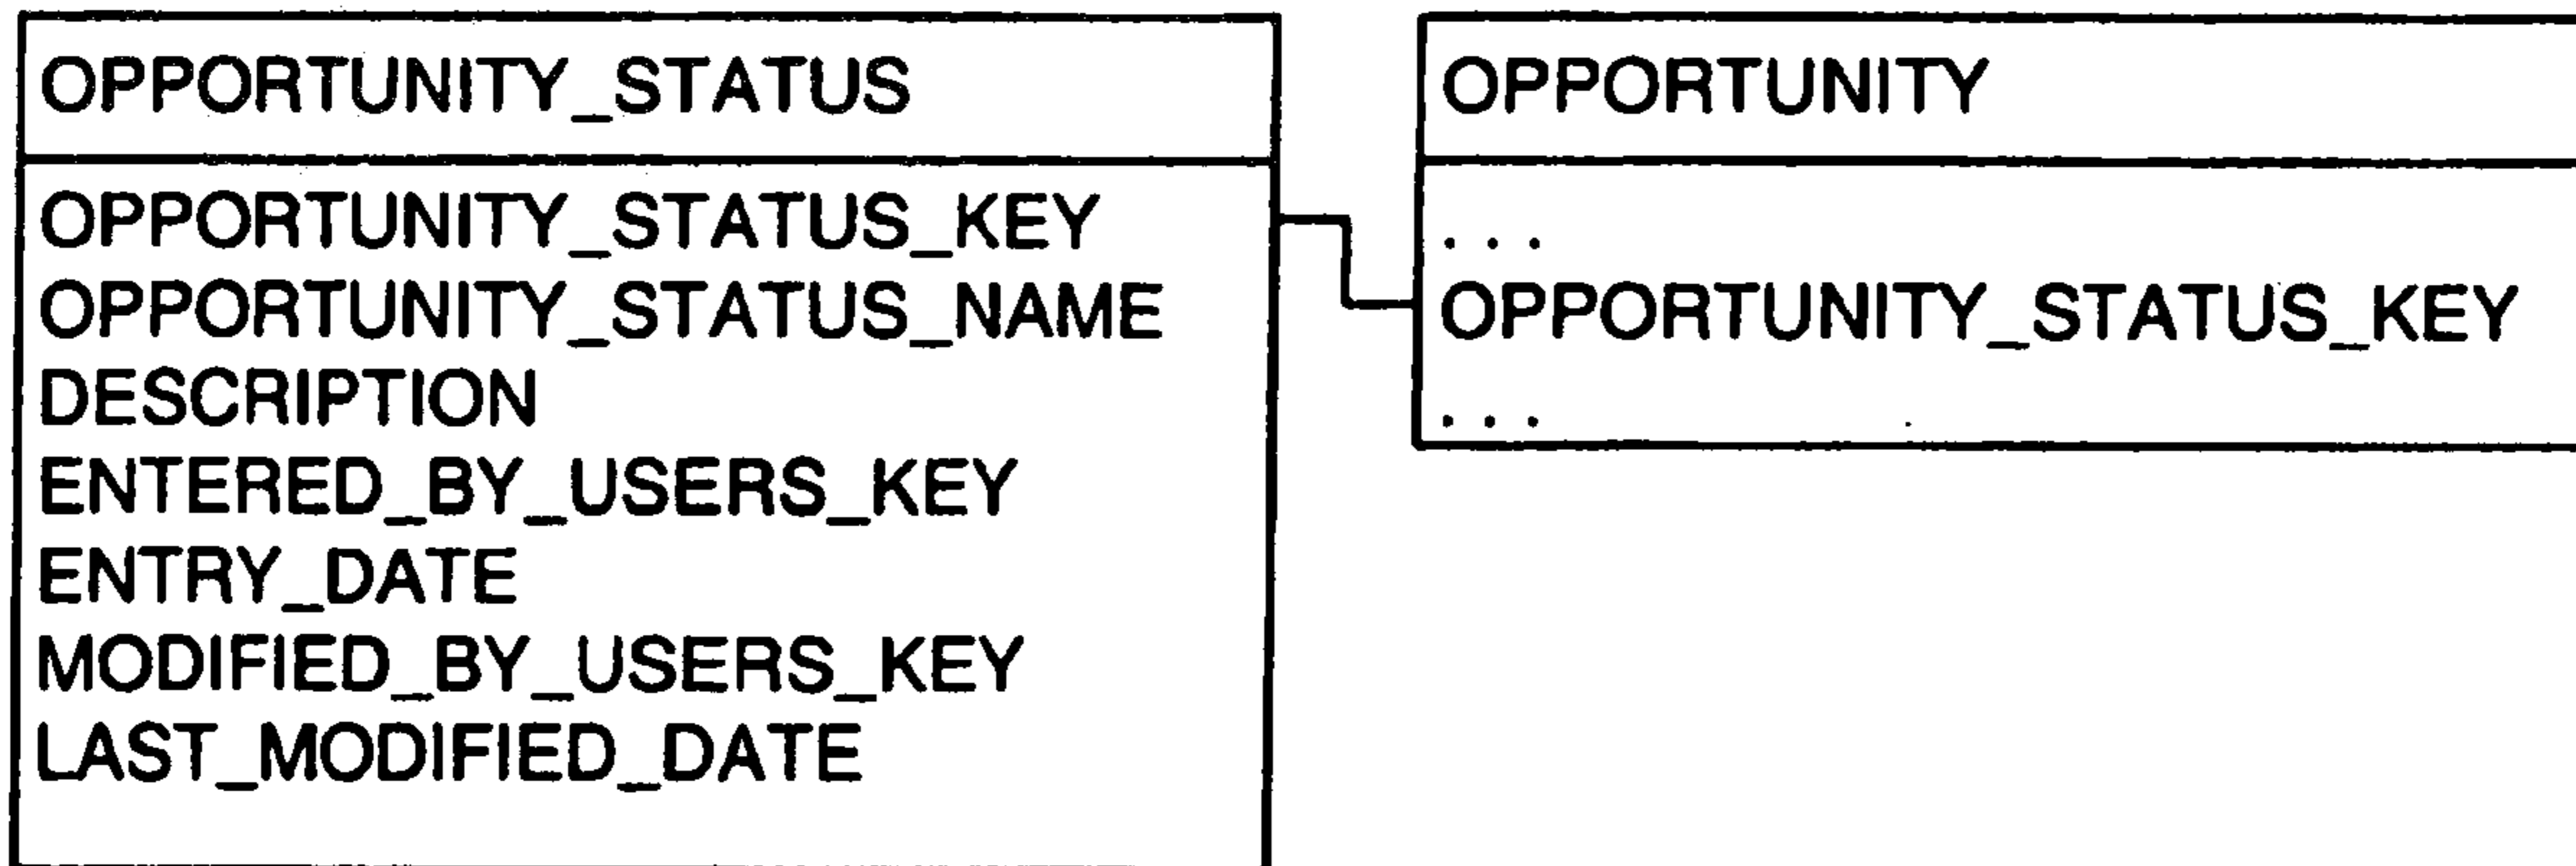 OPPORTUNITY_STATUS
OPPORTUNITY_STATUS_KEY
OPPORTUNITY_STATUS_NAME
DESCRIPTION
ENTERED_BY_USERS_KEY
ENTRY_DATE
MODIFIED_BY_USERS_KEY
LAST_MODIFIED_DATE
OPPORTUNITY
. . .
OPPORTUNITY_STATUS_KEY
. . .